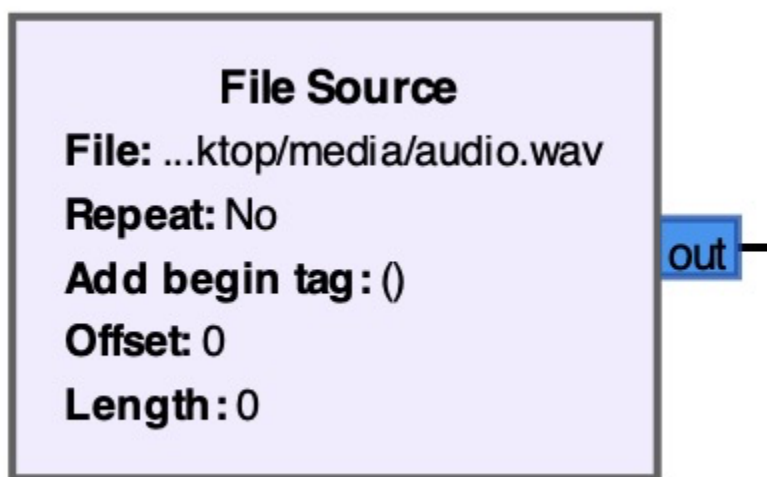 File Source
File: ...ktop/media/audio.wav
Repeat: No
Add begin tag: ()
Offset: 0
Length: 0
out